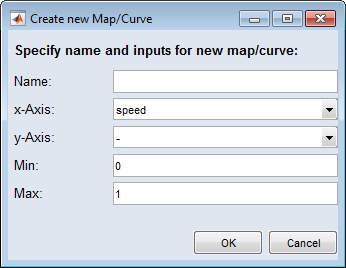 Create new Map/Curve
Specify name and inputs for new map/curve:
Name:
x-Axis: speed
y-Axis: -
Min: 0
Max: 1
OK Cancel